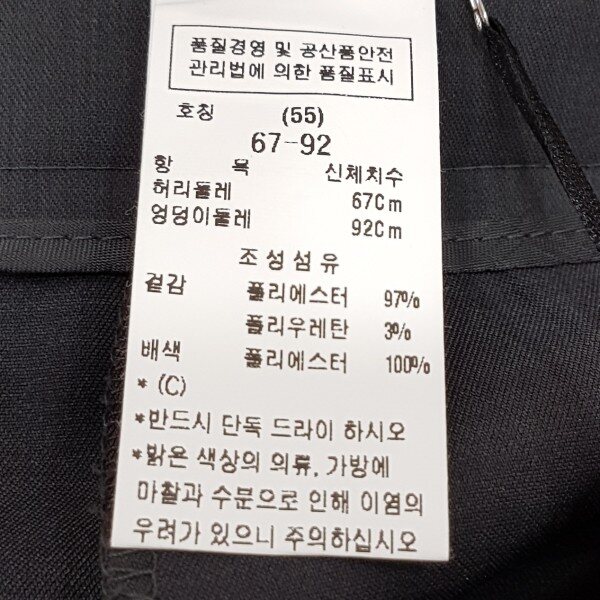 품질경영 및 공산품안전
관리법에 의한 품질표시
호칭 (55)
67-92
항 목 신체치수
허리둘레 67Cm
엉덩이둘레 92Cm
조성섬유
겉감 폴리에스터 97%
폴리우레탄 3%
배색 폴리에스터 100%
* (C)
*반드시 단독 드라이 하시오
*밝은 색상의 의류, 가방에
마찰과 수분으로 인해 이염의
우려가 있으니 주의하십시오